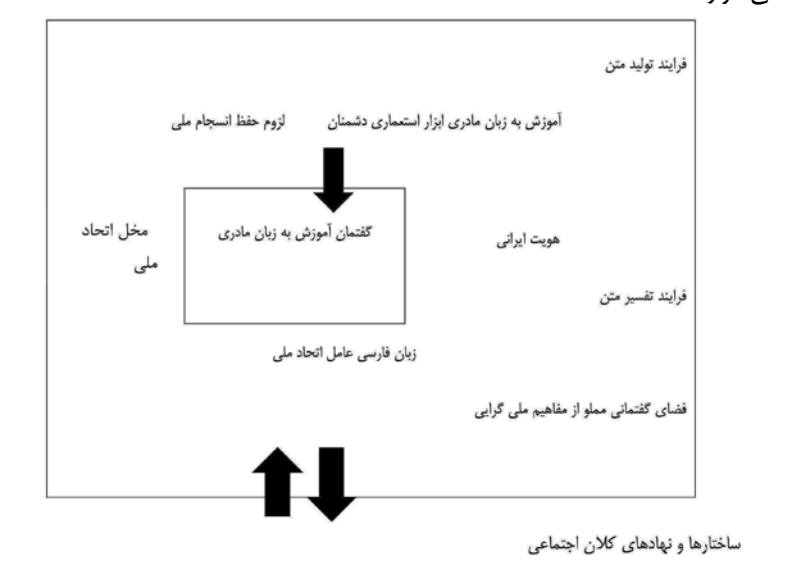 فرایند تولید متن
آموزش به زبان مادری ابزار استعماری دشمنان لزوم حفظ انسجام ملی
گفتمان آموزش به زبان مادری
هویت ایرانی
مخل اتحاد
ملی
فرایند تفسیر متن
زبان فارسی عامل اتحاد ملی
فضای گفتمانی مملو از مفاهیم ملی گرایی
ساختارها و نهادهای کلان اجتماعی